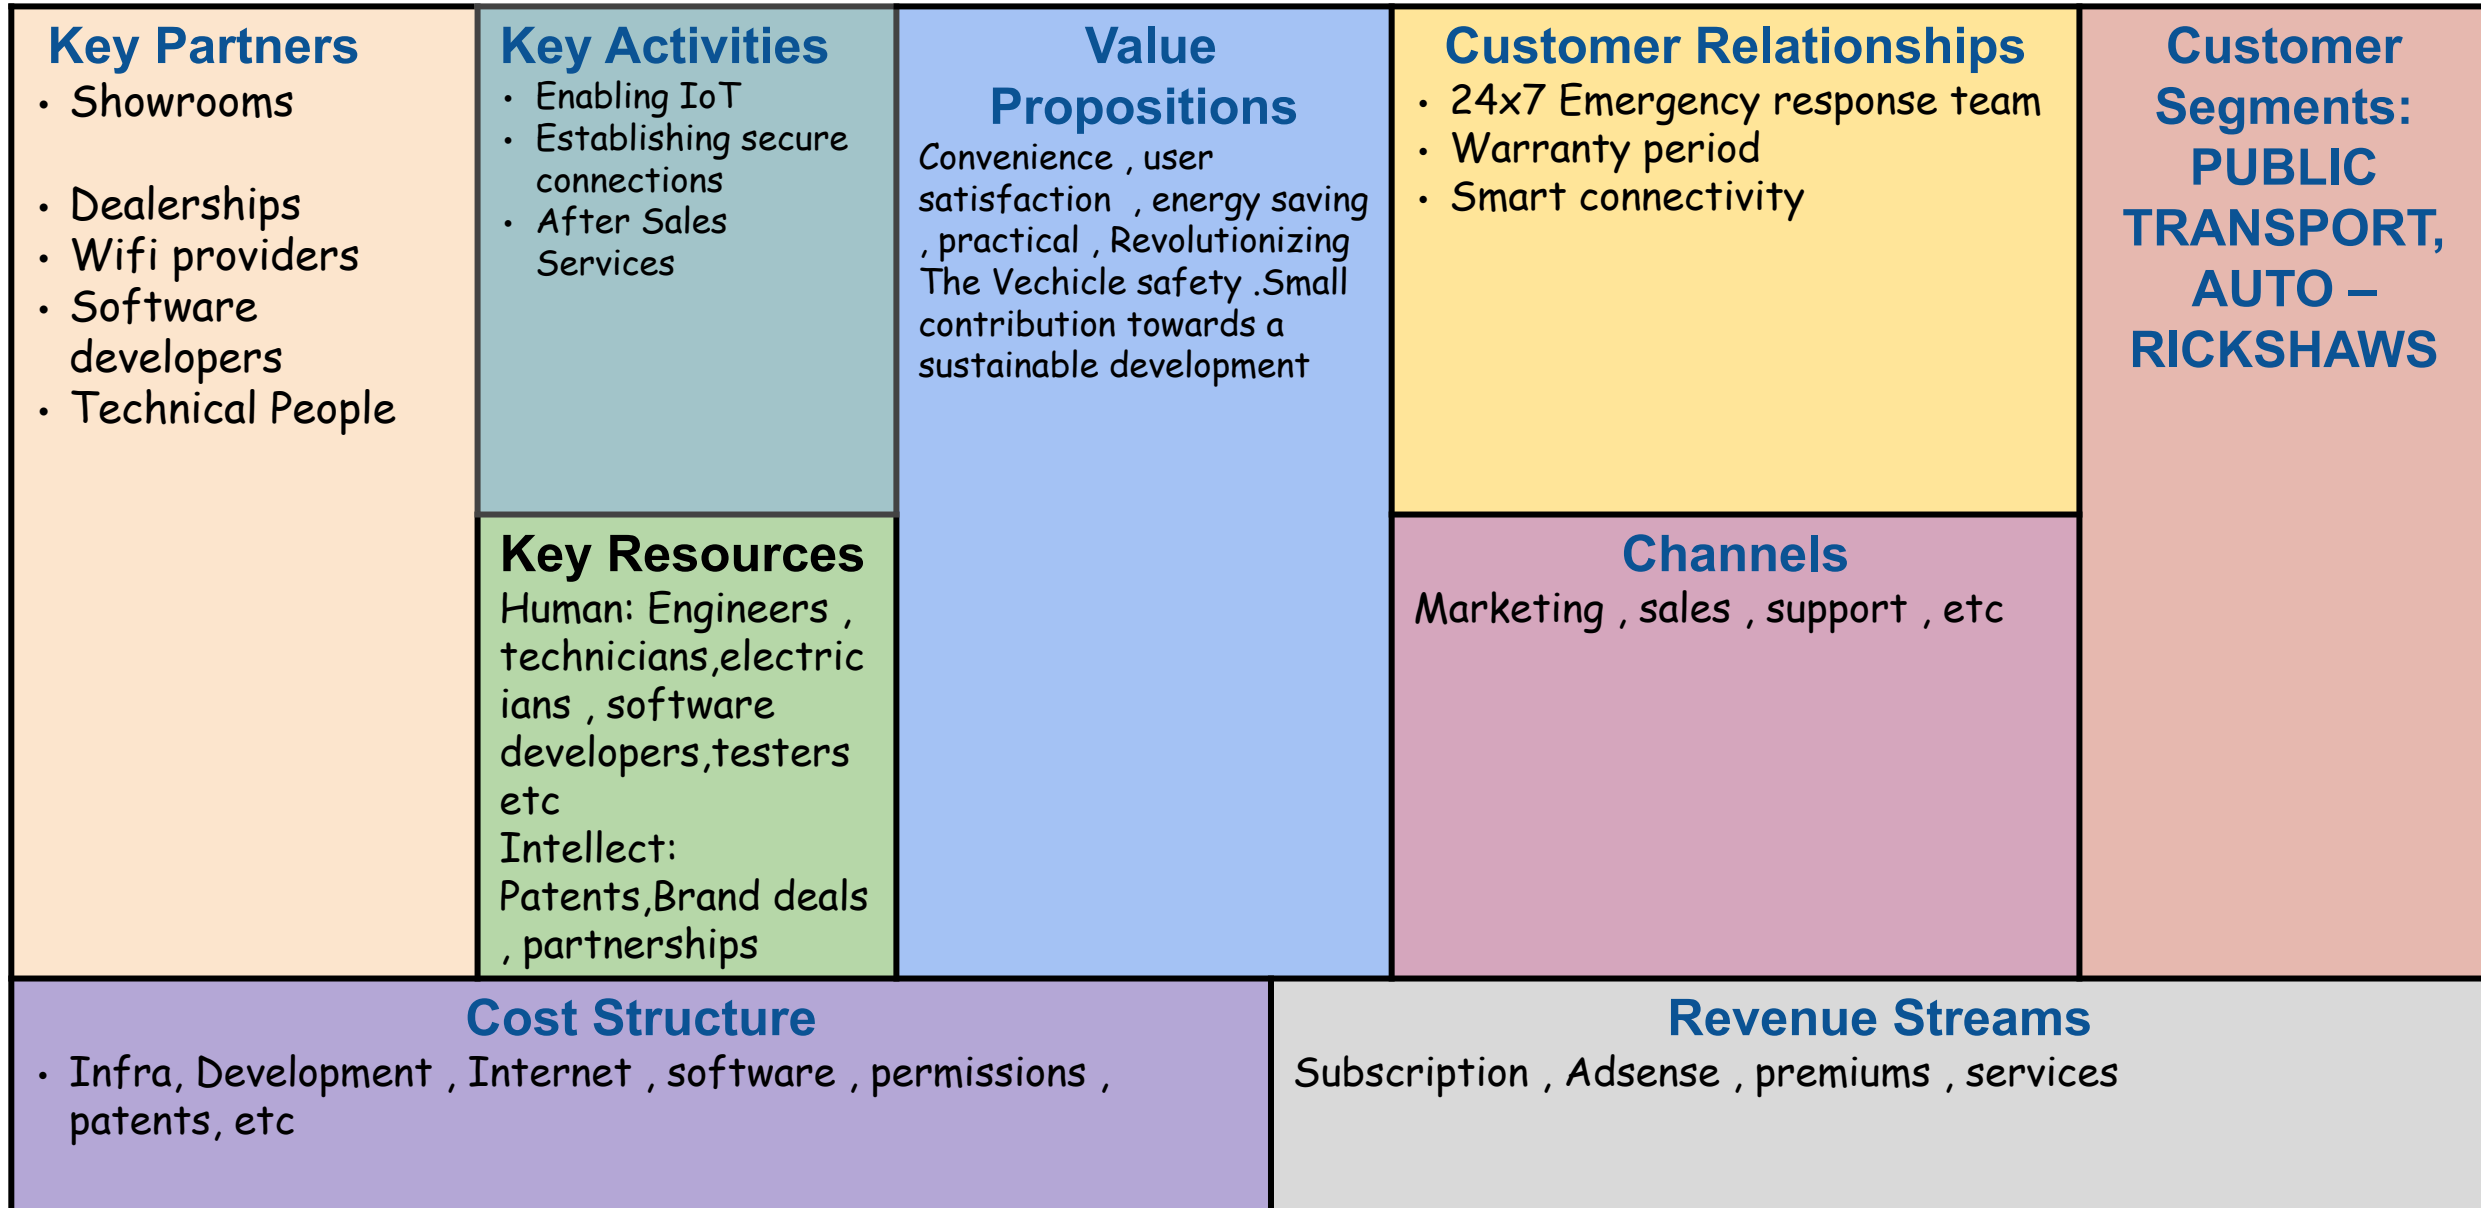 Key Partners
• Showrooms
• Dealerships
• Wifi providers
• Software
developers
• Technical People
Key Activities
• Enabling IoT
• Establishing secure
connections
• After Sales
Services
Key Resources
Human: Engineers ,
technicians,electric
ians , software
developers,testers
etc
Intellect:
Patents,Brand deals
, partnerships
Value
Propositions
Convenience , user
satisfaction , energy saving
, practical , Revolutionizing
The Vechicle safety .Small
contribution towards a
sustainable development
Customer Relationships
• 24x7 Emergency response team
• Warranty period
• Smart connectivity
Channels
Marketing , sales , support , etc
Customer
Segments:
PUBLIC
TRANSPORT,
AUTO –
RICKSHAWS
Cost Structure
• Infra, Development , Internet , software , permissions ,
patents, etc
Revenue Streams
Subscription , Adsense , premiums , services